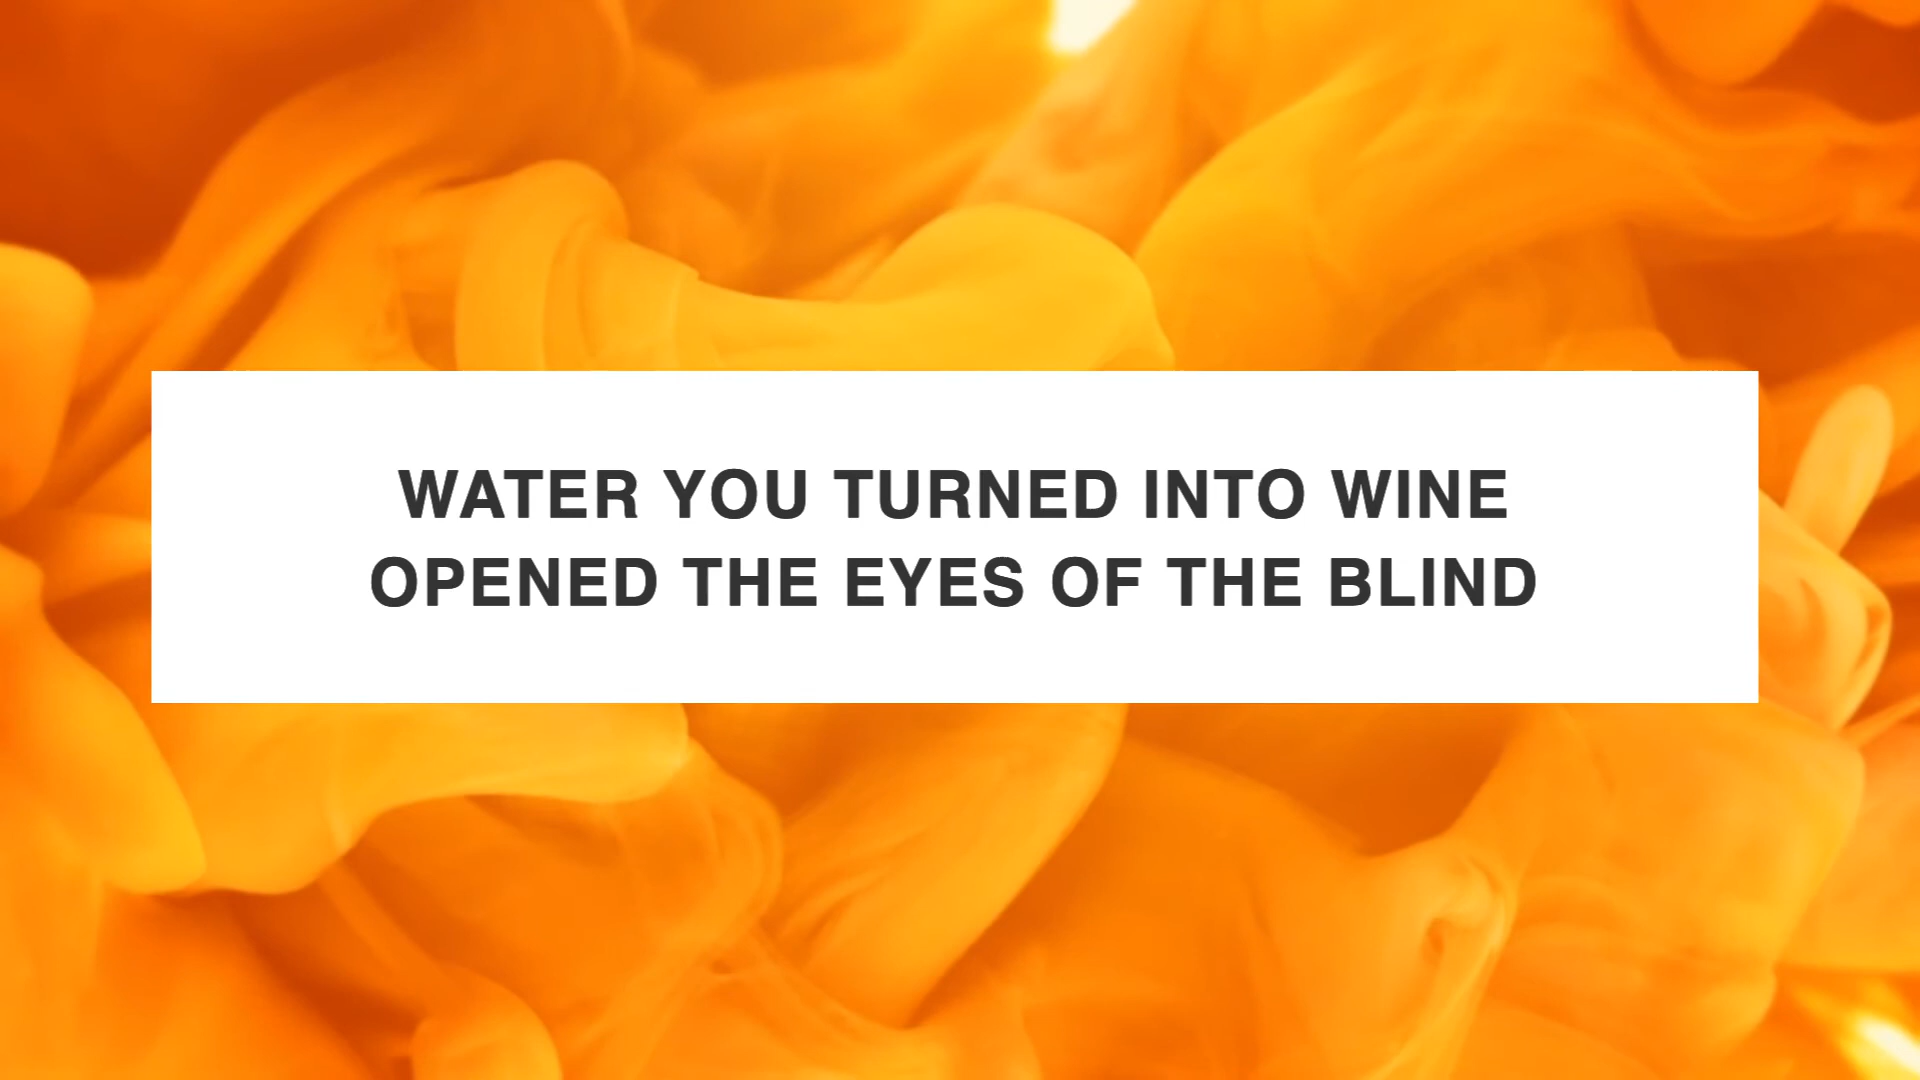 WATER YOU TURNED INTO WINE
OPENED THE EYES OF THE BLIND